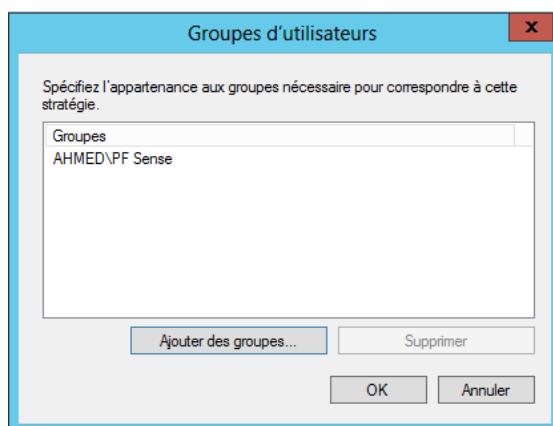 Groupes d'utilisateurs
x
Spécifiez l'appartenance aux groupes nécessaire pour correspondre à cette
stratégie.
Groupes
AHMED\PF Sense
Ajouter des groupes...
Supprimer
OK
Annuler